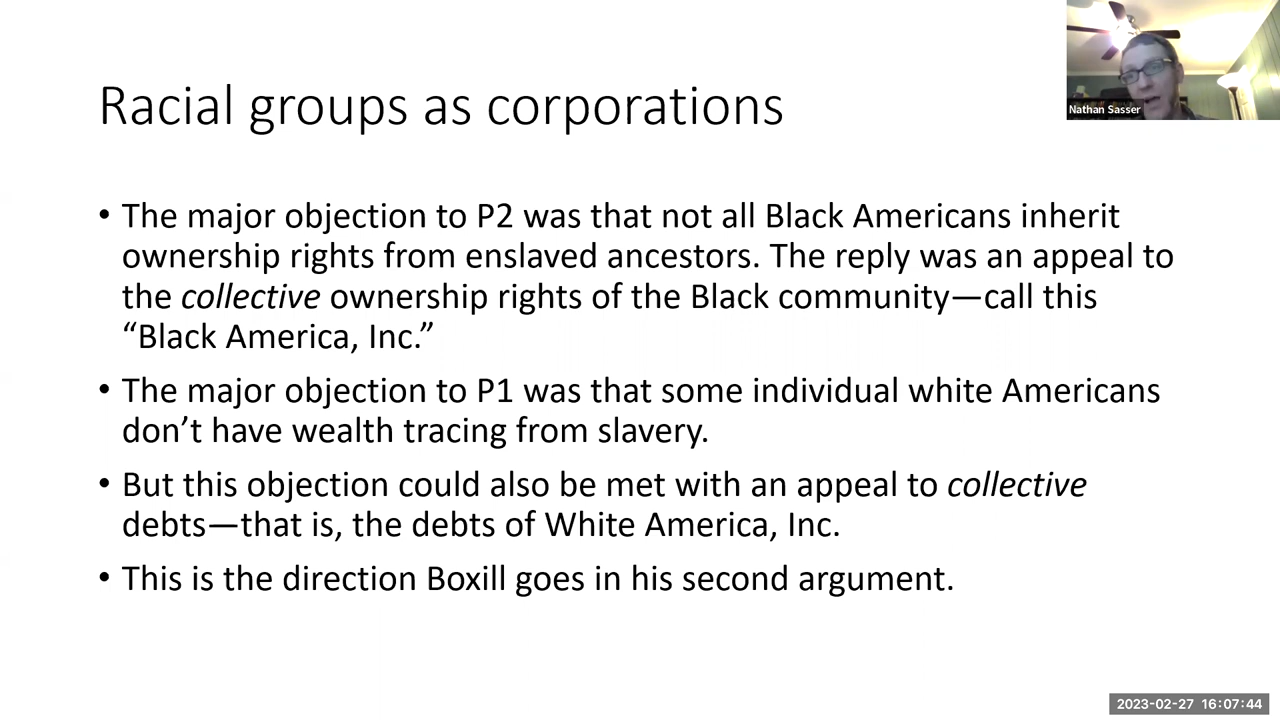 Racial groups as corporations
Nathan Sasser
• The major objection to P2 was that not all Black Americans inherit
ownership rights from enslaved ancestors. The reply was an appeal to
the collective ownership rights of the Black community—call this
“Black America, Inc.”
• The major objection to P1 was that some individual white Americans
don’t have wealth tracing from slavery.
• But this objection could also be met with an appeal to collective
debts—that is, the debts of White America, Inc.
• This is the direction Boxill goes in his second argument.
2023-02-27 16:07:44